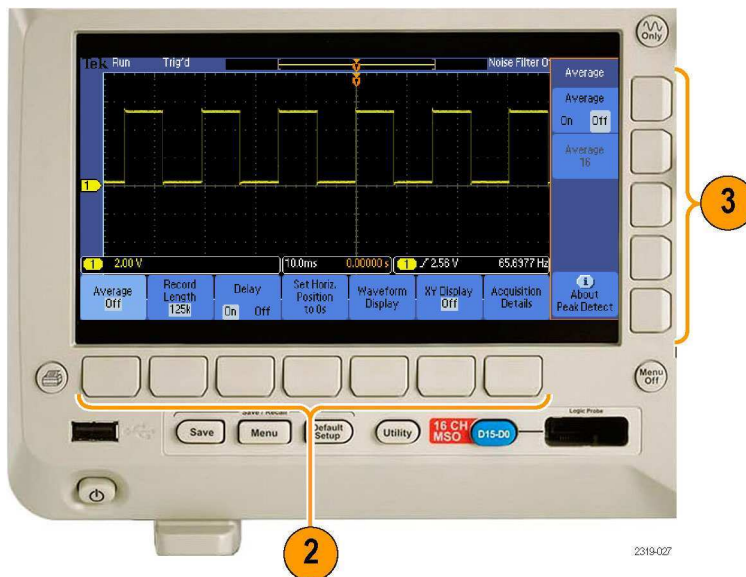 Only
Tek Run Trig'd Noise Filter Of
Average
Average
On Off
Average
16
1
1 2.00 V 10.0ms 0.00000 s 1 2.56 V 65.6977 Hz
Average
Off
Record
Length
125k
Delay
On Off
Set Horiz.
Position
to 0s
Waveform
Display
XY Display
Off
Acquisition
Details
i
About
Peak Detect
3
Menu
Off
Save / Recall
Save
Menu
Default
Setup
Utility
16 CH
MSO
D15-D0
Logic Probe
2
2319-027